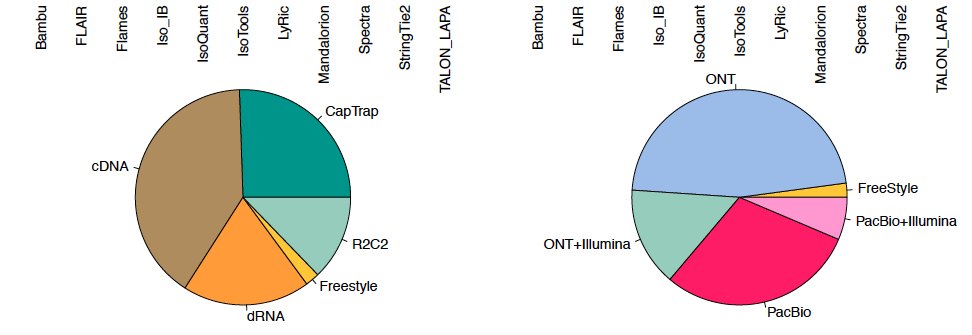 Bambu
FLAIR
Flames
Iso_IB
IsoQuant
IsoTools
LyRic
Mandalorion
Spectra
StringTie2
TALON_LAPA
Bambu
FLAIR
Flames
Iso_IB
IsoQuant
IsoTools
LyRic
Mandalorion
Spectra
StringTie2
TALON_LAPA
CapTrap
cDNA
R2C2
Freestyle
dRNA
ONT
FreeStyle
PacBio+Illumina
ONT+Illumina
PacBio